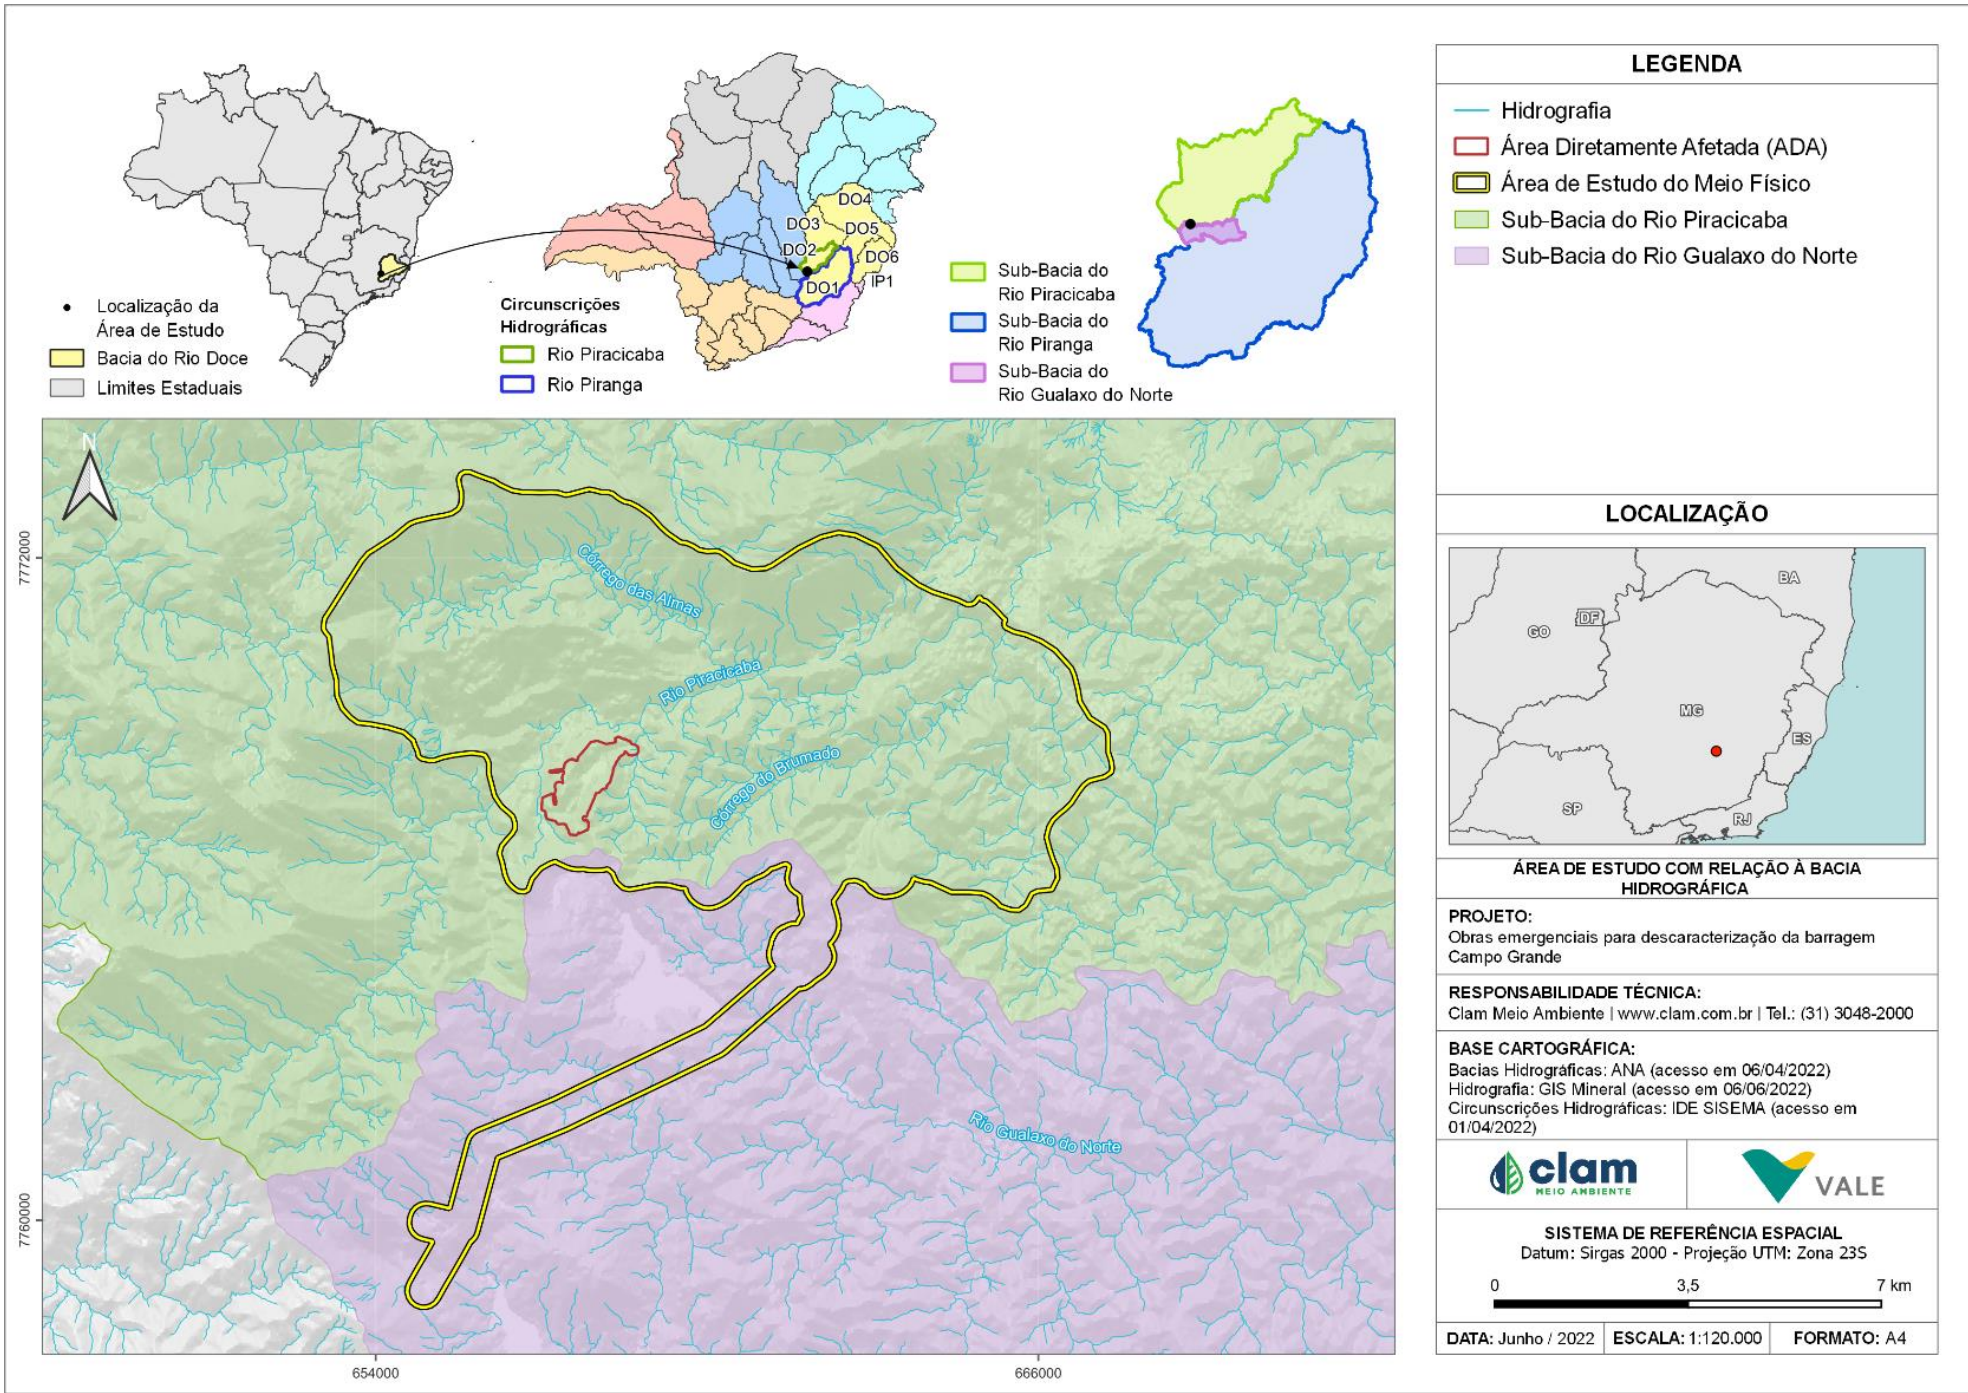 Localização da
Área de Estudo
Bacia do Rio Doce
Limites Estaduais
Circunscrições
Hidrográficas
Rio Piracicaba
Rio Piranga
DO4
DO3
DO5
DO2
DO6
DO1
IP1
Sub-Bacia do
Rio Piracicaba
Sub-Bacia do
Rio Piranga
Sub-Bacia do
Rio Gualaxo do Norte
N
7772000
7760000
654000
666000
Córrego das Almas
Rio Piracicaba
Córrego do Brumado
Rio Gualaxo do Norte
LEGENDA
Hidrografia
Área Diretamente Afetada (ADA)
Área de Estudo do Meio Físico
Sub-Bacia do Rio Piracicaba
Sub-Bacia do Rio Gualaxo do Norte
LOCALIZAÇÃO
BA
DF
GO
MG
ES
SP
RJ
ÁREA DE ESTUDO COM RELAÇÃO À BACIA
HIDROGRÁFICA
PROJETO:
Obras emergenciais para descaracterização da barragem
Campo Grande
RESPONSABILIDADE TÉCNICA:
Clam Meio Ambiente | www.clam.com.br | Tel.: (31) 3048-2000
BASE CARTOGRÁFICA:
Bacias Hidrográficas: ANA (acesso em 06/04/2022)
Hidrografia: GIS Mineral (acesso em 06/06/2022)
Circunscrições Hidrográficas: IDE SISEMA (acesso em
01/04/2022)
clam
MEIO AMBIENTE
VALE
SISTEMA DE REFERÊNCIA ESPACIAL
Datum: Sirgas 2000 - Projeção UTM: Zona 23S
0 3,5 7 km
DATA: Junho / 2022 ESCALA: 1:120.000 FORMATO: A4